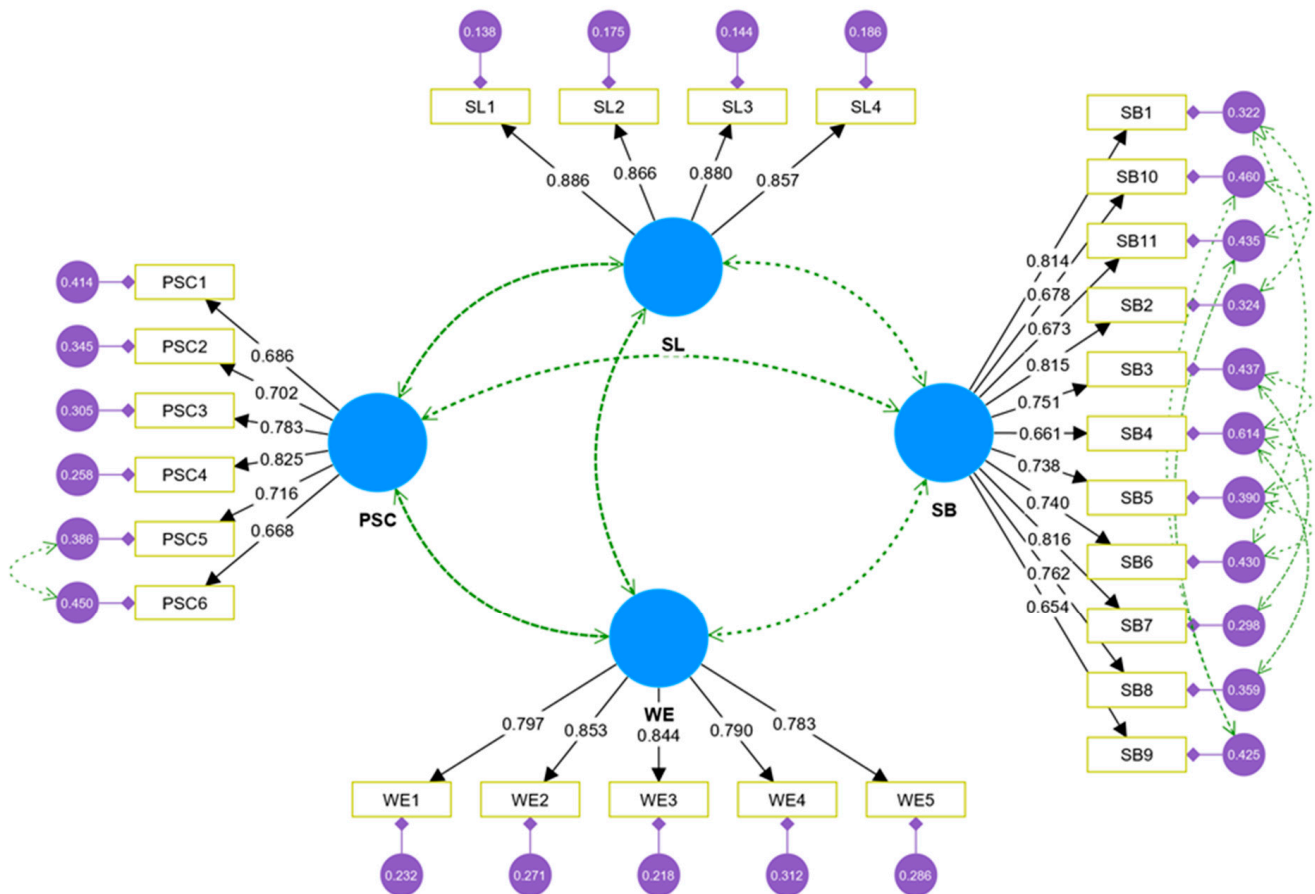 0.138 0.175 0.144 0.186
SL1 SL2 SL3 SL4
0.886 0.866 0.880 0.857
SL
0.414 PSC1
0.345 PSC2
0.305 PSC3
0.258 PSC4
0.386 PSC5
0.450 PSC6
0.686
0.702
0.783
0.825
0.716
0.668
PSC
SB1 0.322
SB10 0.460
SB11 0.435
SB2 0.324
SB3 0.437
SB4 0.614
SB5 0.390
SB6 0.430
SB7 0.298
SB8 0.359
SB9 0.425
0.814
0.678
0.673
0.815
0.751
0.661
0.738
0.740
0.816
0.762
0.654
SB
WE
0.797 0.853 0.844 0.790 0.783
WE1 WE2 WE3 WE4 WE5
0.232 0.271 0.218 0.312 0.286